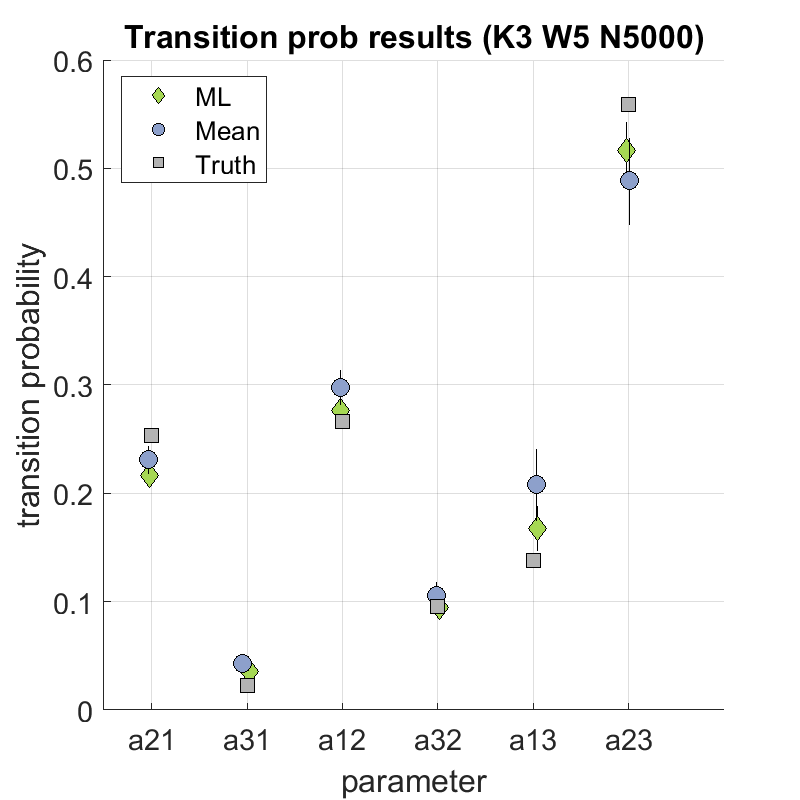 Transition prob results (K3 W5 N5000)
ML
Mean
Truth
transition probability
0.6
0.5
0.4
0.3
0.2
0.1
0
a21 a31 a12 a32 a13 a23
parameter